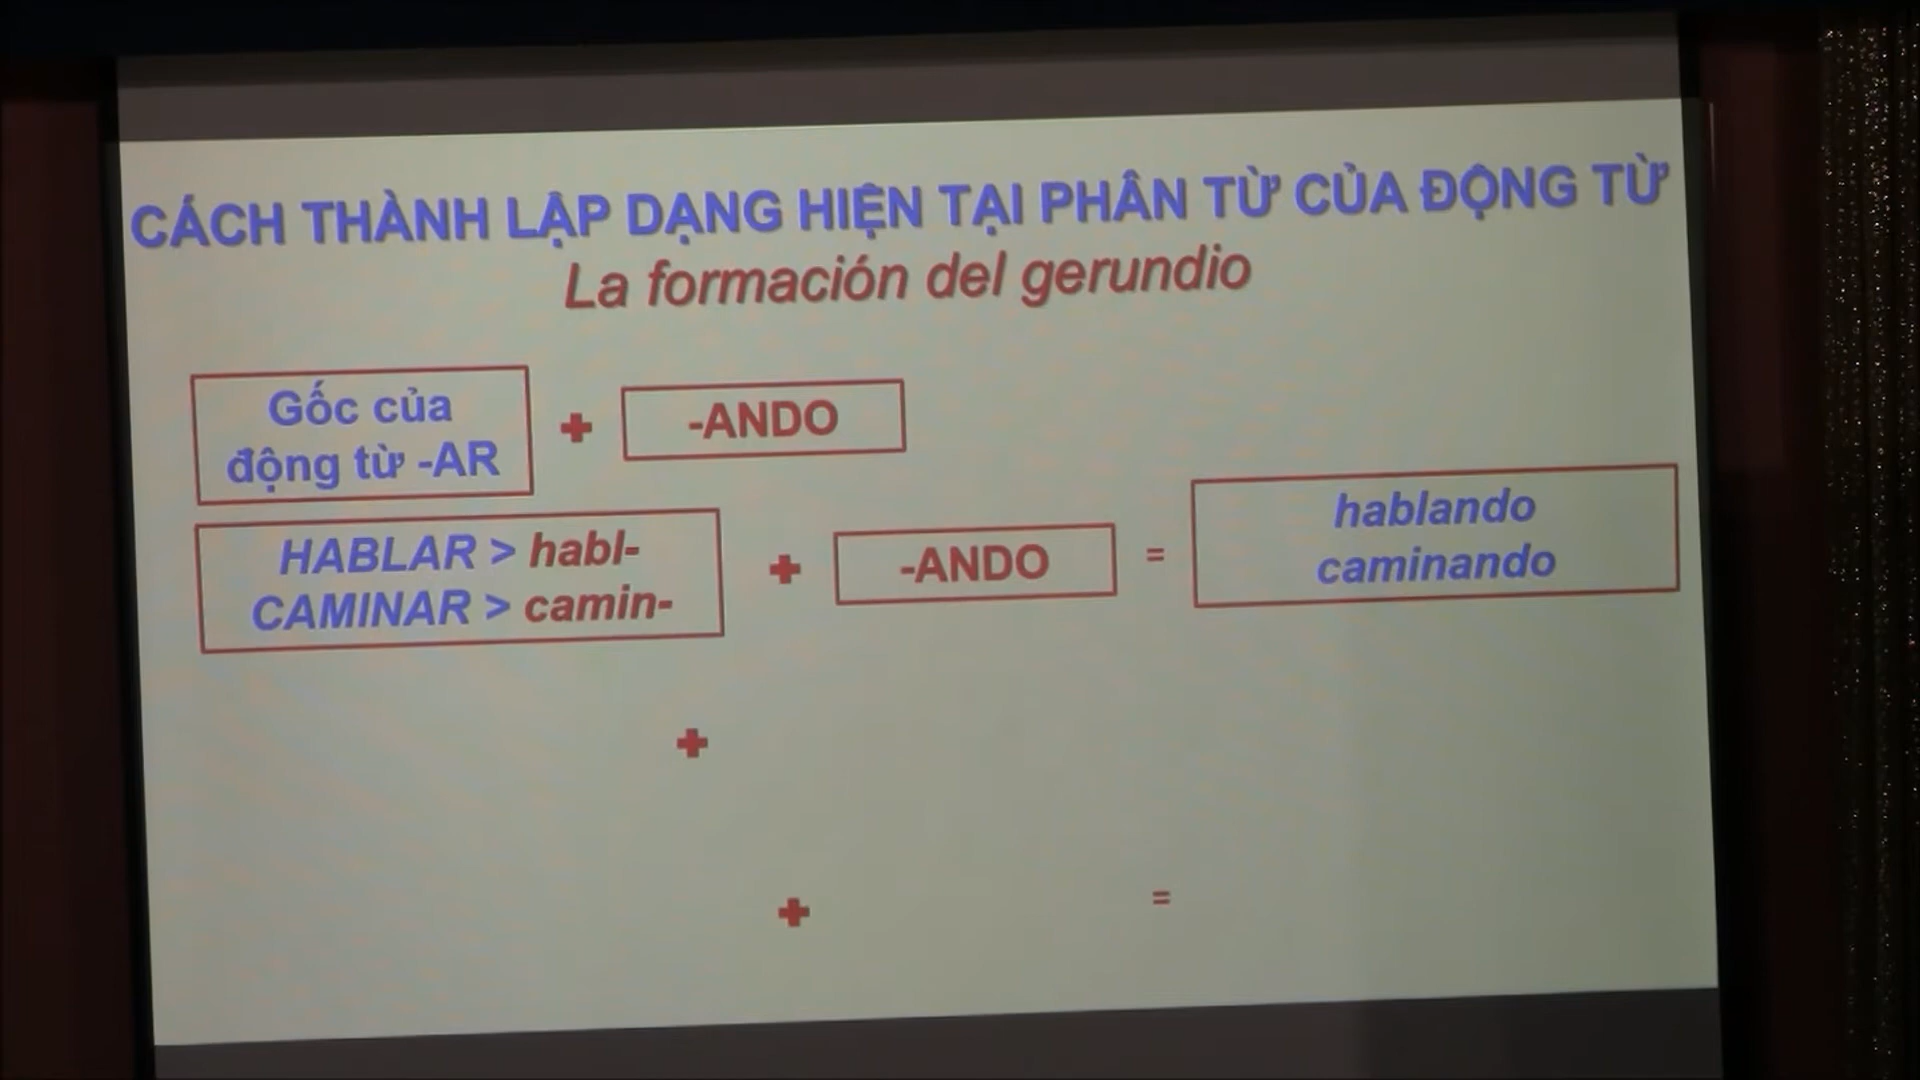 CÁCH THÀNH LẬP DẠNG HIỆN TẠI PHÂN TỪ CỦA ĐỘNG TỪ
La formación del gerundio
Gốc của
động từ -AR
+
-ANDO
HABLAR > habl-
CAMINAR > camin-
+
-ANDO
=
hablando
caminando
+
+
=